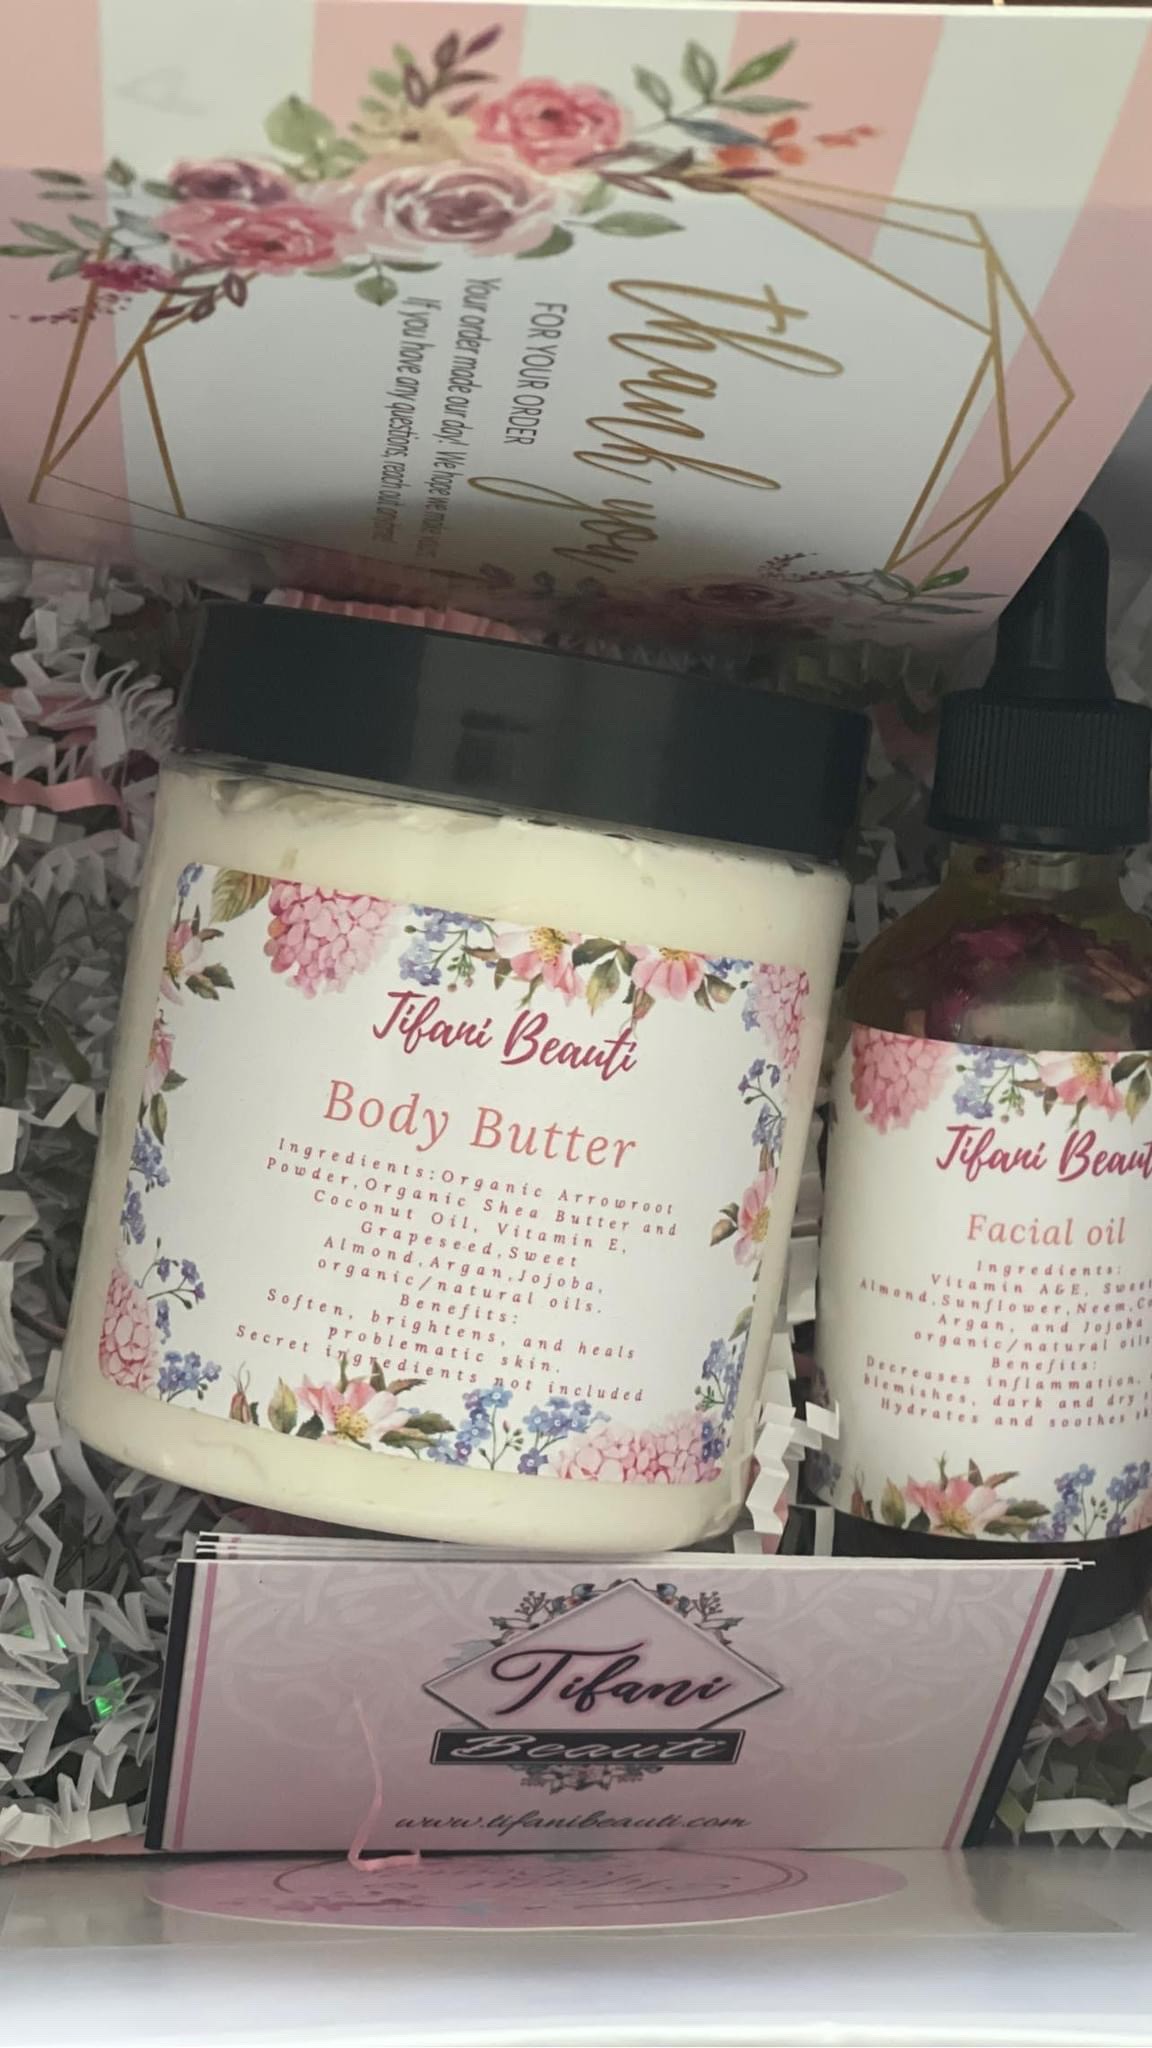 thank you
FOR YOUR ORDER
Your order made our day! We hope we make yours
If you have any questions, reach out anytime!
Tifani Beauti
Body Butter
Ingredients:Organic Arrowroot
Powder,Organic Shea Butter and
Coconut Oil, Vitamin E,
Grapeseed,Sweet
Almond,Argan,Jojoba,
organic/natural oils.
Benefits:
Soften, brightens, and heals
problematic skin.
Secret ingredients not included
Tifani Beaut
Facial oil
Ingredients:
Vitamin A&E, Sweet
Almond,Sunflower,Neem,
Argan, and Jojoba
organic/natural oils
Benefits:
Decreases inflammation,
blemishes, dark and dry
Hydrates and soothes
Tifani
Beauti
www.tifanibeauti.com